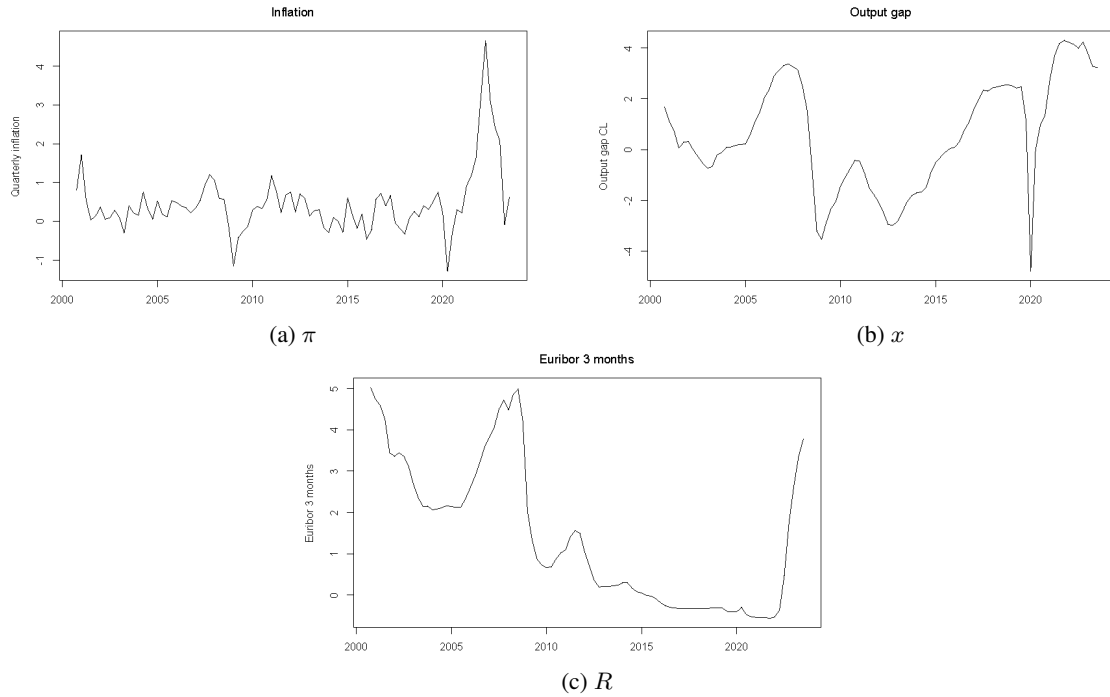 Inflation
Quarterly inflation
4
3
2
1
0
-1
2000 2005 2010 2015 2020
(a) π
Output gap
Output gap CL
4
2
0
-2
-4
2000 2005 2010 2015 2020
(b) x
Euribor 3 months
Euribor 3 months
5
4
3
2
1
0
2000 2005 2010 2015 2020
(c) R